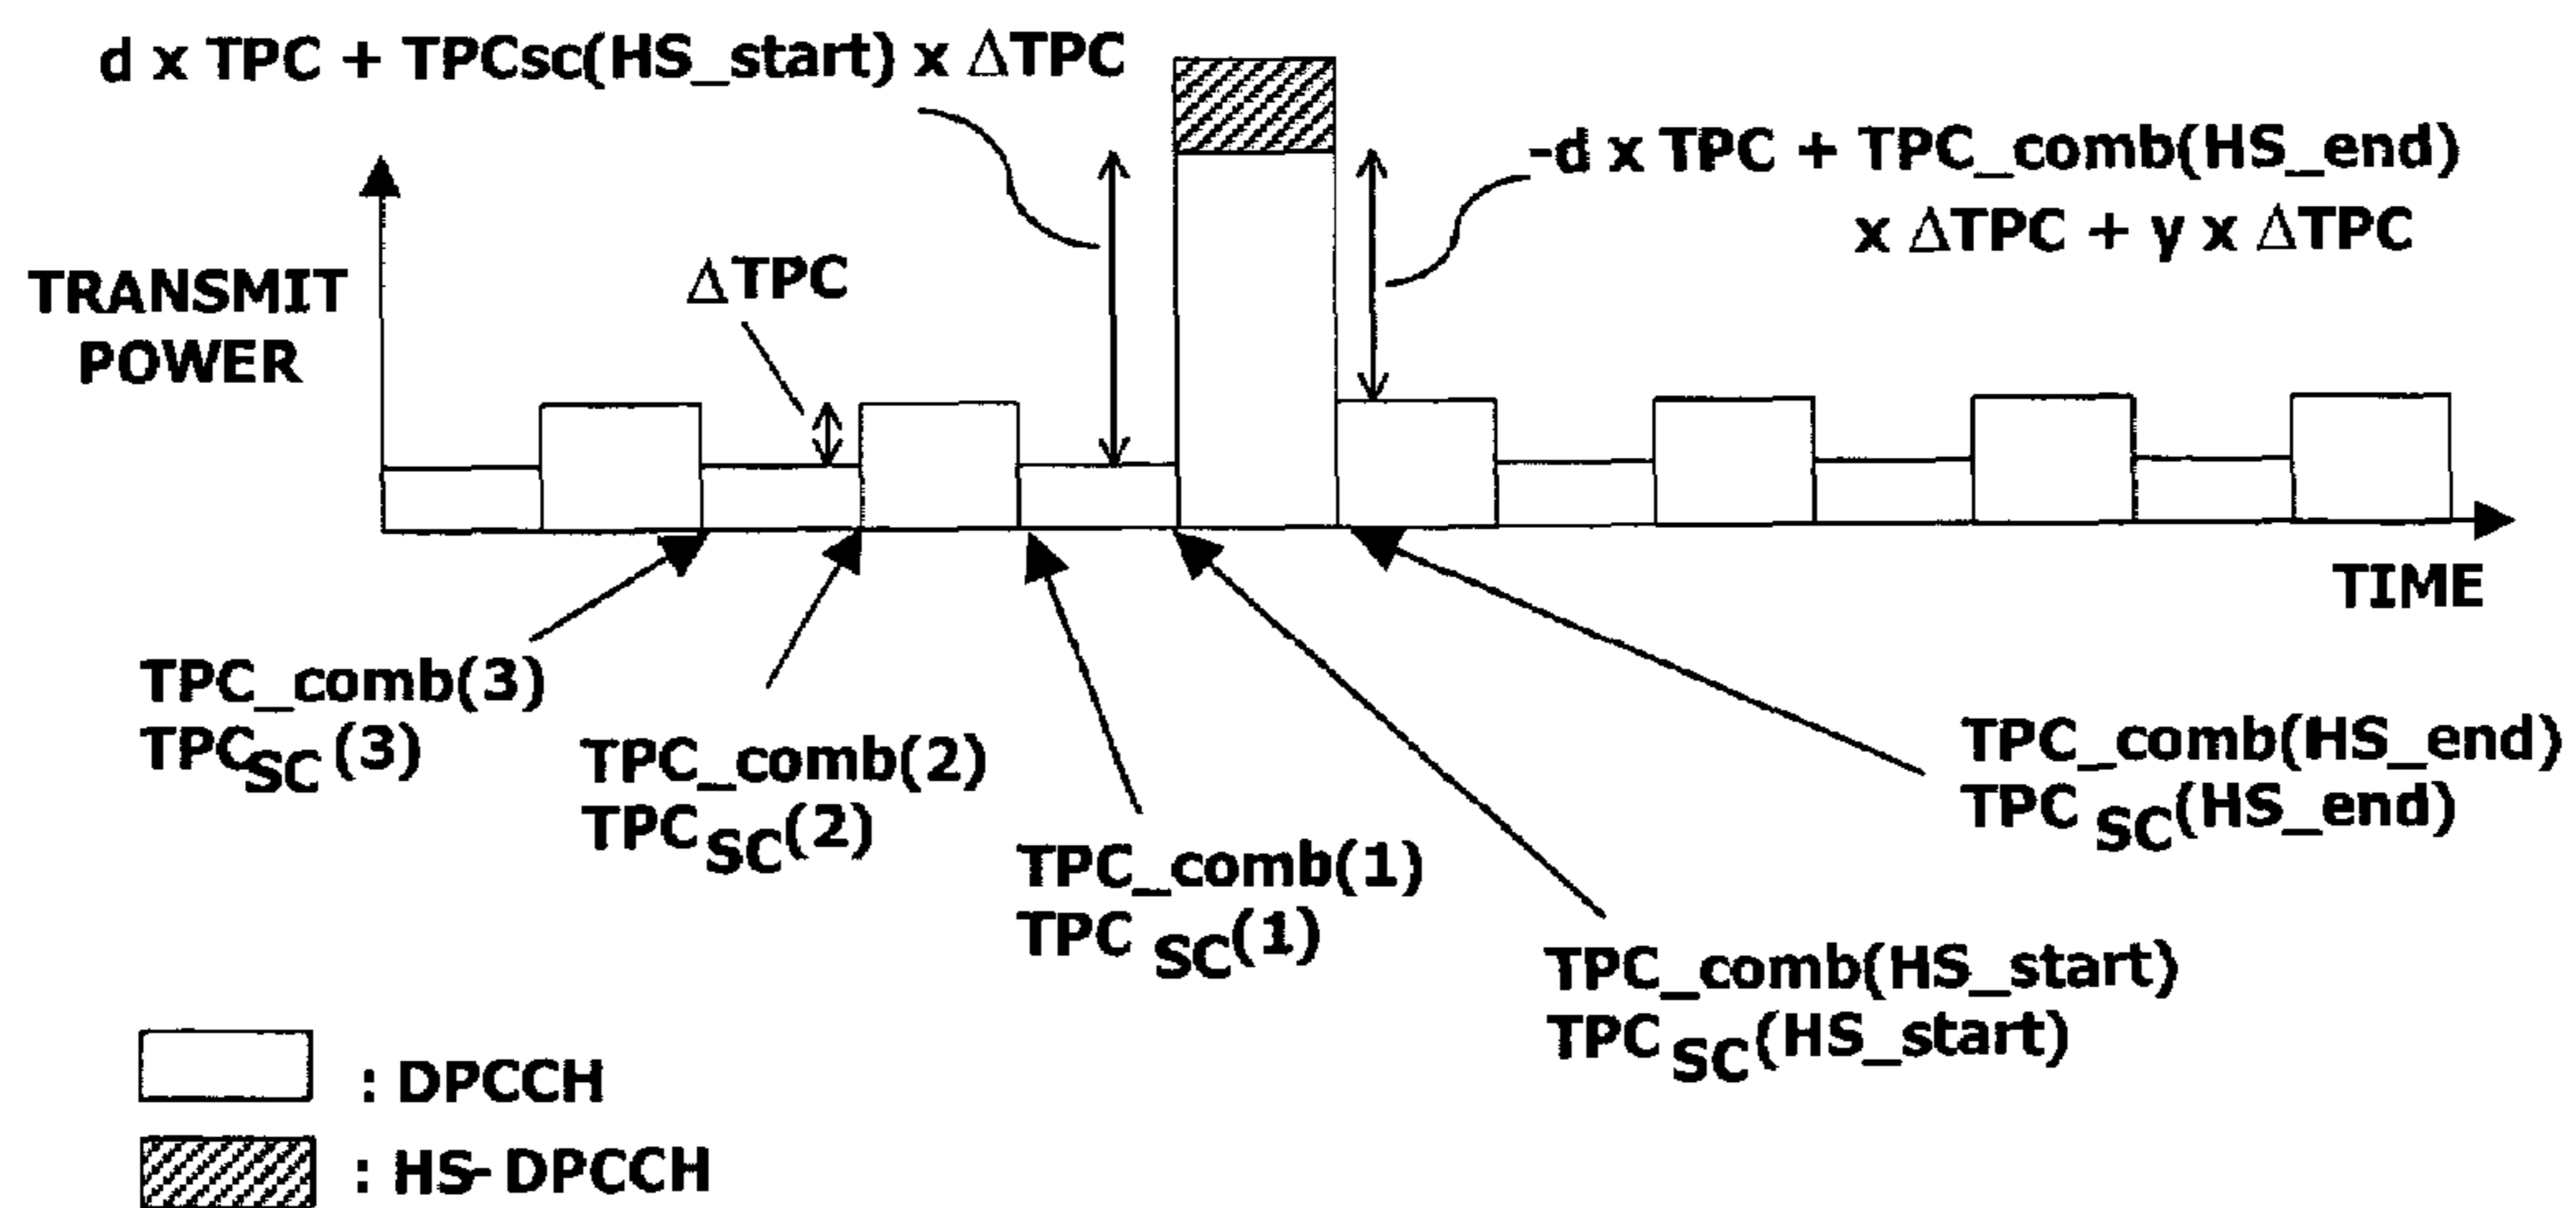 d x TPC + TPCsc(HS_start) x ΔTPC
-d x TPC + TPC_comb(HS_end)
x ΔTPC + y x ΔTPC
ΔTPC
TRANSMIT
POWER
TIME
TPC_comb(3)
TPCSC (3)
TPC_comb(2)
TPC SC(2)
TPC_comb(1)
TPC SC(1)
TPC_comb(HS_start)
TPC SC(HS_start)
TPC_comb(HS_end)
TPC SC(HS_end)
: DPCCH
: HS-DPCCH